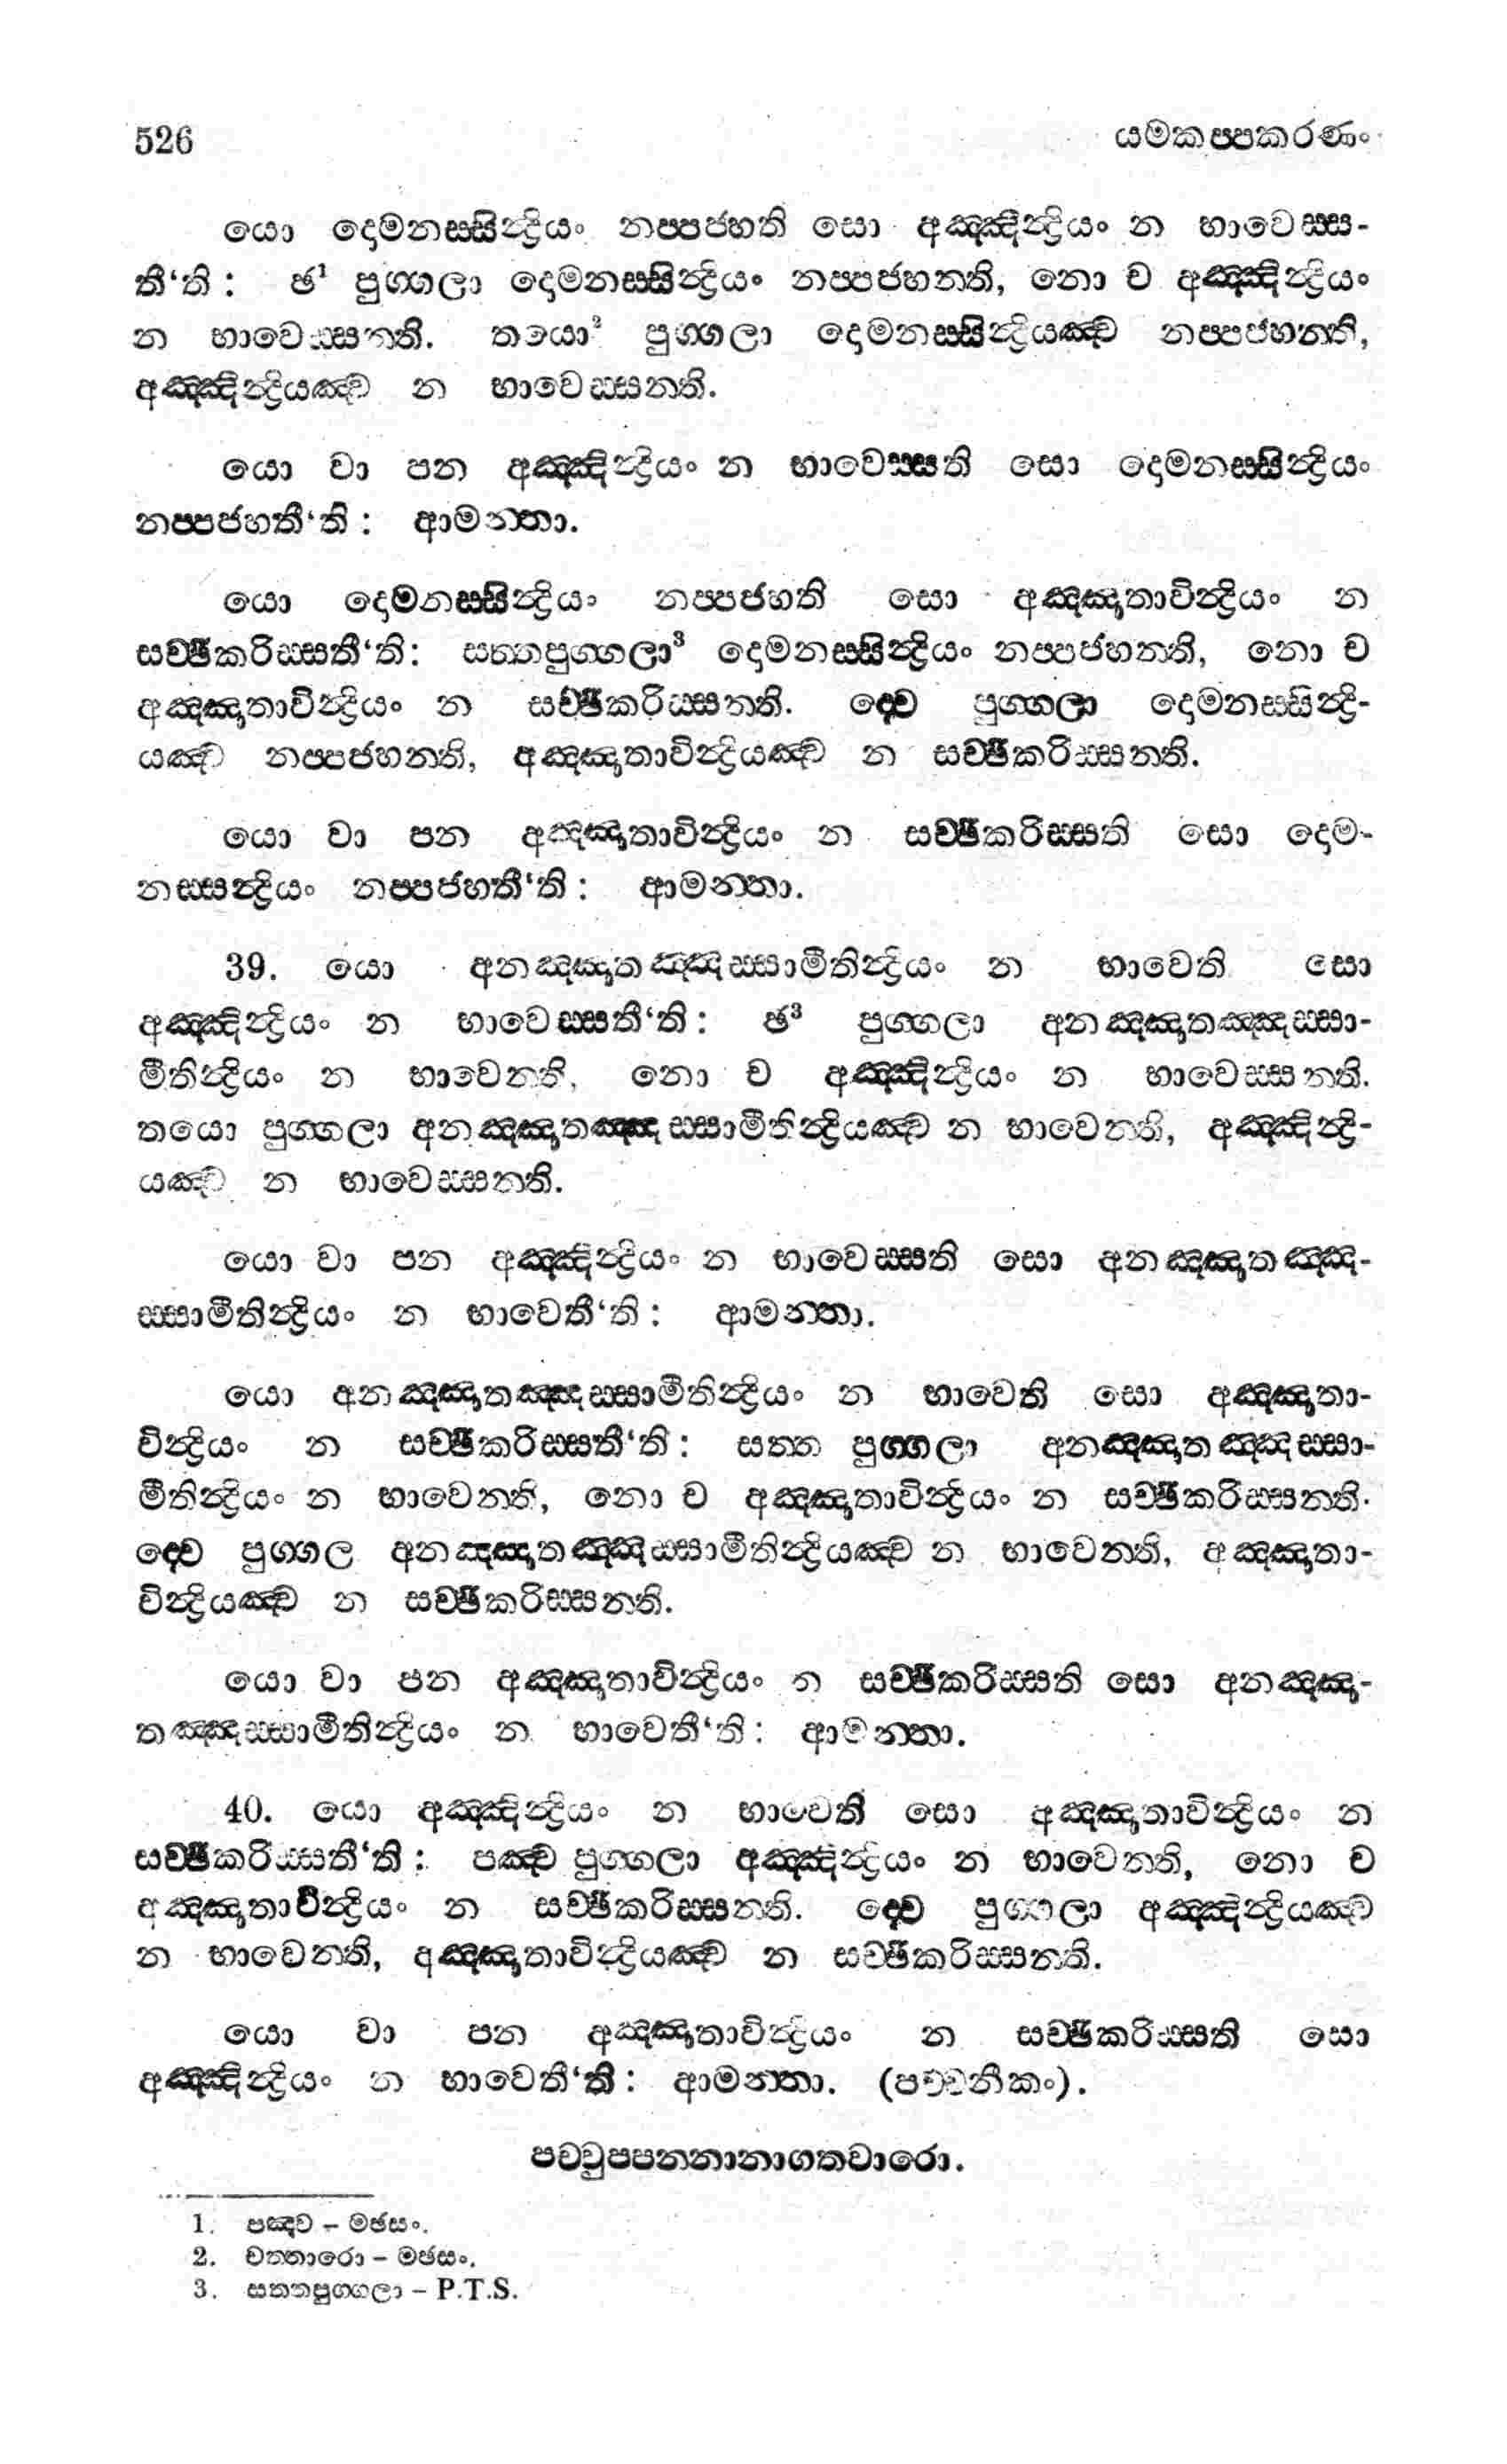 526 යමකප්පකරණං
යො දොමනස්සින්ද්‍රියං නප්පජහති සො අඤ්ඤින්ද්‍රියං න භාවෙස්ස-
තී‘ති : ඡ¹ පුග්ගලා දොමනස්සින්ද්‍රියං නප්පජහන්ති, නො ච අඤ්ඤින්ද්‍රියං
න භාවෙස්සන්ති. තයො² පුග්ගලා දොමනස්සින්ද්‍රියඤ්ච නප්පජහන්ති,
අඤ්ඤින්ද්‍රියඤ්ච න භාවෙස්සන්ති.
යො වා පන අඤ්ඤින්ද්‍රියං න භාවෙස්සති සො දොමනස්සින්ද්‍රියං
නප්පජහතී‘ති : ආමන්තා.
යො දොමනස්සින්ද්‍රියං නප්පජහති සො අඤ්ඤාතාවින්ද්‍රියං න
සච්ඡිකරිස්සතී‘ති: සත්තපුග්ගලා³ දොමනස්සින්ද්‍රියං නප්පජහන්ති, නො ච
අඤ්ඤාතාවින්ද්‍රියං න සච්ඡිකරිස්සන්ති. ද්වෙ පුග්ගලා දොමනස්සින්ද්‍රි-
යඤ්ච නප්පජහන්ති, අඤ්ඤාතාවින්ද්‍රියඤ්ච න සච්ඡිකරිස්සන්ති.
යො වා පන අඤ්ඤාතාවින්ද්‍රියං න සච්ඡිකරිස්සති සො දොම-
නස්සන්ද්‍රියං නප්පජහතී‘ති : ආමන්තා.
39. යො අනඤ්ඤාතඤ්ඤස්සාමීතින්ද්‍රියං න භාවෙති සො
අඤ්ඤින්ද්‍රියං න භාවෙස්සතී‘ති : ඡ³ පුග්ගලා අනඤ්ඤාතඤ්ඤස්සා-
මීතින්ද්‍රියං න භාවෙන්ති, නො ච අඤ්ඤින්ද්‍රියං න භාවෙස්සන්ති.
තයො පුග්ගලා අනඤ්ඤාතඤ්ඤස්සාමීතින්ද්‍රියඤ්ච න භාවෙන්ති, අඤ්ඤින්ද්‍රි-
යඤ්ච න භාවෙස්සන්ති.
යො වා පන අඤ්ඤින්ද්‍රියං න භාවෙස්සති සො අනඤ්ඤාතඤ්ඤ-
ස්සාමීතින්ද්‍රියං න භාවෙතී‘ති : ආමන්තා.
යො අනඤ්ඤාතඤ්ඤස්සාමීතින්ද්‍රියං න භාවෙති සො අඤ්ඤාතා-
වින්ද්‍රියං න සච්ඡිකරිස්සතී‘ති : සත්ත පුග්ගලා අනඤ්ඤාතඤ්ඤස්සා-
මීතින්ද්‍රියං න භාවෙන්ති, නො ච අඤ්ඤාතාවින්ද්‍රියං න සච්ඡිකරිස්සන්ති.
ද්වෙ පුග්ගල අනඤ්ඤාතඤ්ඤස්සාමීතින්ද්‍රියඤ්ච න භාවෙන්ති, අඤ්ඤාතා-
වින්ද්‍රියඤ්ච න සච්ඡිකරිස්සන්ති.
යො වා පන අඤ්ඤාතාවින්ද්‍රියං න සච්ඡිකරිස්සති සො අනඤ්ඤා-
තඤ්ඤස්සාමීතින්ද්‍රියං න භාවෙතී‘ති : ආමන්තා.
40. යො අඤ්ඤින්ද්‍රියං න භාවෙති සො අඤ්ඤාතාවින්ද්‍රියං න
සච්ඡිකරිස්සතී‘ති : පඤ්ච පුග්ගලා අඤ්ඤින්ද්‍රියං න භාවෙන්ති, නො ච
අඤ්ඤාතාවින්ද්‍රියං න සච්ඡිකරිස්සන්ති. ද්වෙ පුග්ගලා අඤ්ඤින්ද්‍රියඤ්ච
න භාවෙන්ති, අඤ්ඤාතාවින්ද්‍රියඤ්ච න සච්ඡිකරිස්සන්ති.
යො වා පන අඤ්ඤාතාවින්ද්‍රියං න සච්ඡිකරිස්සති සො
අඤ්ඤින්ද්‍රියං න භාවෙතී‘ති : ආමන්තා. (පච්චනීකං).
පච්චුප්පන්නානාගතවාරො.
1. පඤ්ච – මඡසං.
2. චත්තාරො – මඡසං.
3. සත්තපුග්ගලා – P.T.S.